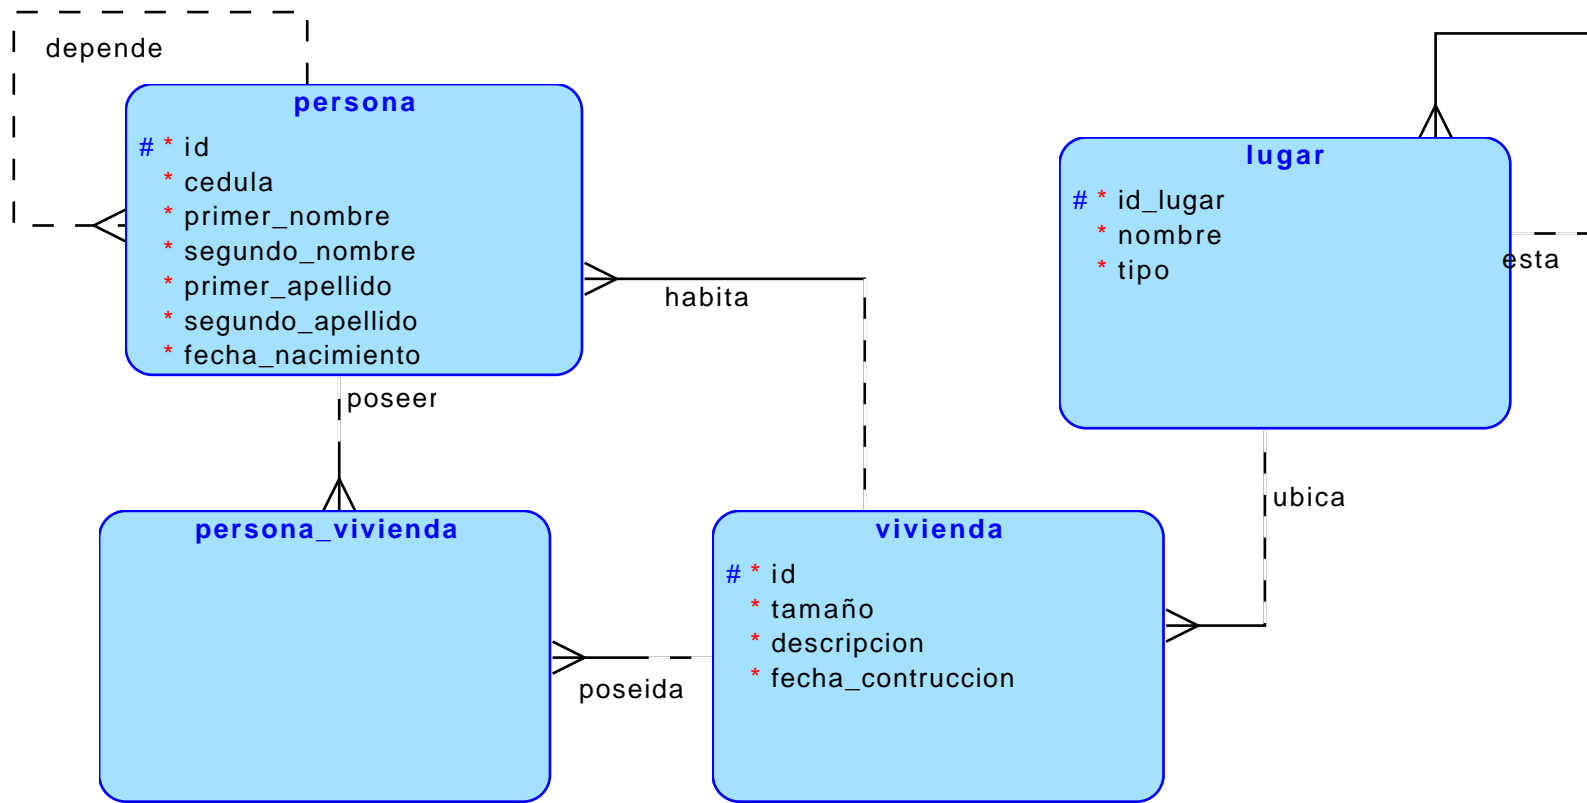 depende
persona
# * id
* cedula
* primer_nombre
* segundo_nombre
* primer_apellido
* segundo_apellido
* fecha_nacimiento
lugar
# * id_lugar
* nombre
* tipo
esta
habita
poseer
ubica
persona_vivienda
vivienda
# * id
* tamaño
* descripcion
* fecha_contruccion
poseida